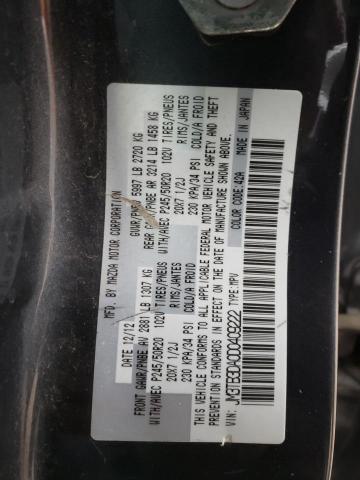 MFD. BY MAZDA MOTOR CORPORATION
DATE 12/12 GVWR/PNBV 5997 LB 2720 KG
FRONT GAWR/PNBE AV 2881 LB 1307 KG REAR GAWR/PNBE AR 3214 LB 1458 KG
WITH/AVEC P245/50R20 102V TIRES/PNEUS WITH/AVEC P245/50R20 102V TIRES/PNEUS
20X7 1/2J RIMS/JANTES 20X7 1/2J RIMS/JANTES
230 KPA/34 PSI COLD/A FROID 230 KPA/34 PSI COLD/A FROID
THIS VEHICLE CONFORMS TO ALL APPLICABLE FEDERAL MOTOR VEHICLE SAFETY AND THEFT
PREVENTION STANDARDS IN EFFECT ON THE DATE OF MANUFACTURE SHOWN ABOVE.
MADE IN JAPAN
VIN: JM3TB3DA0D0409222 TYPE: MPV COLOR CODE: 42A